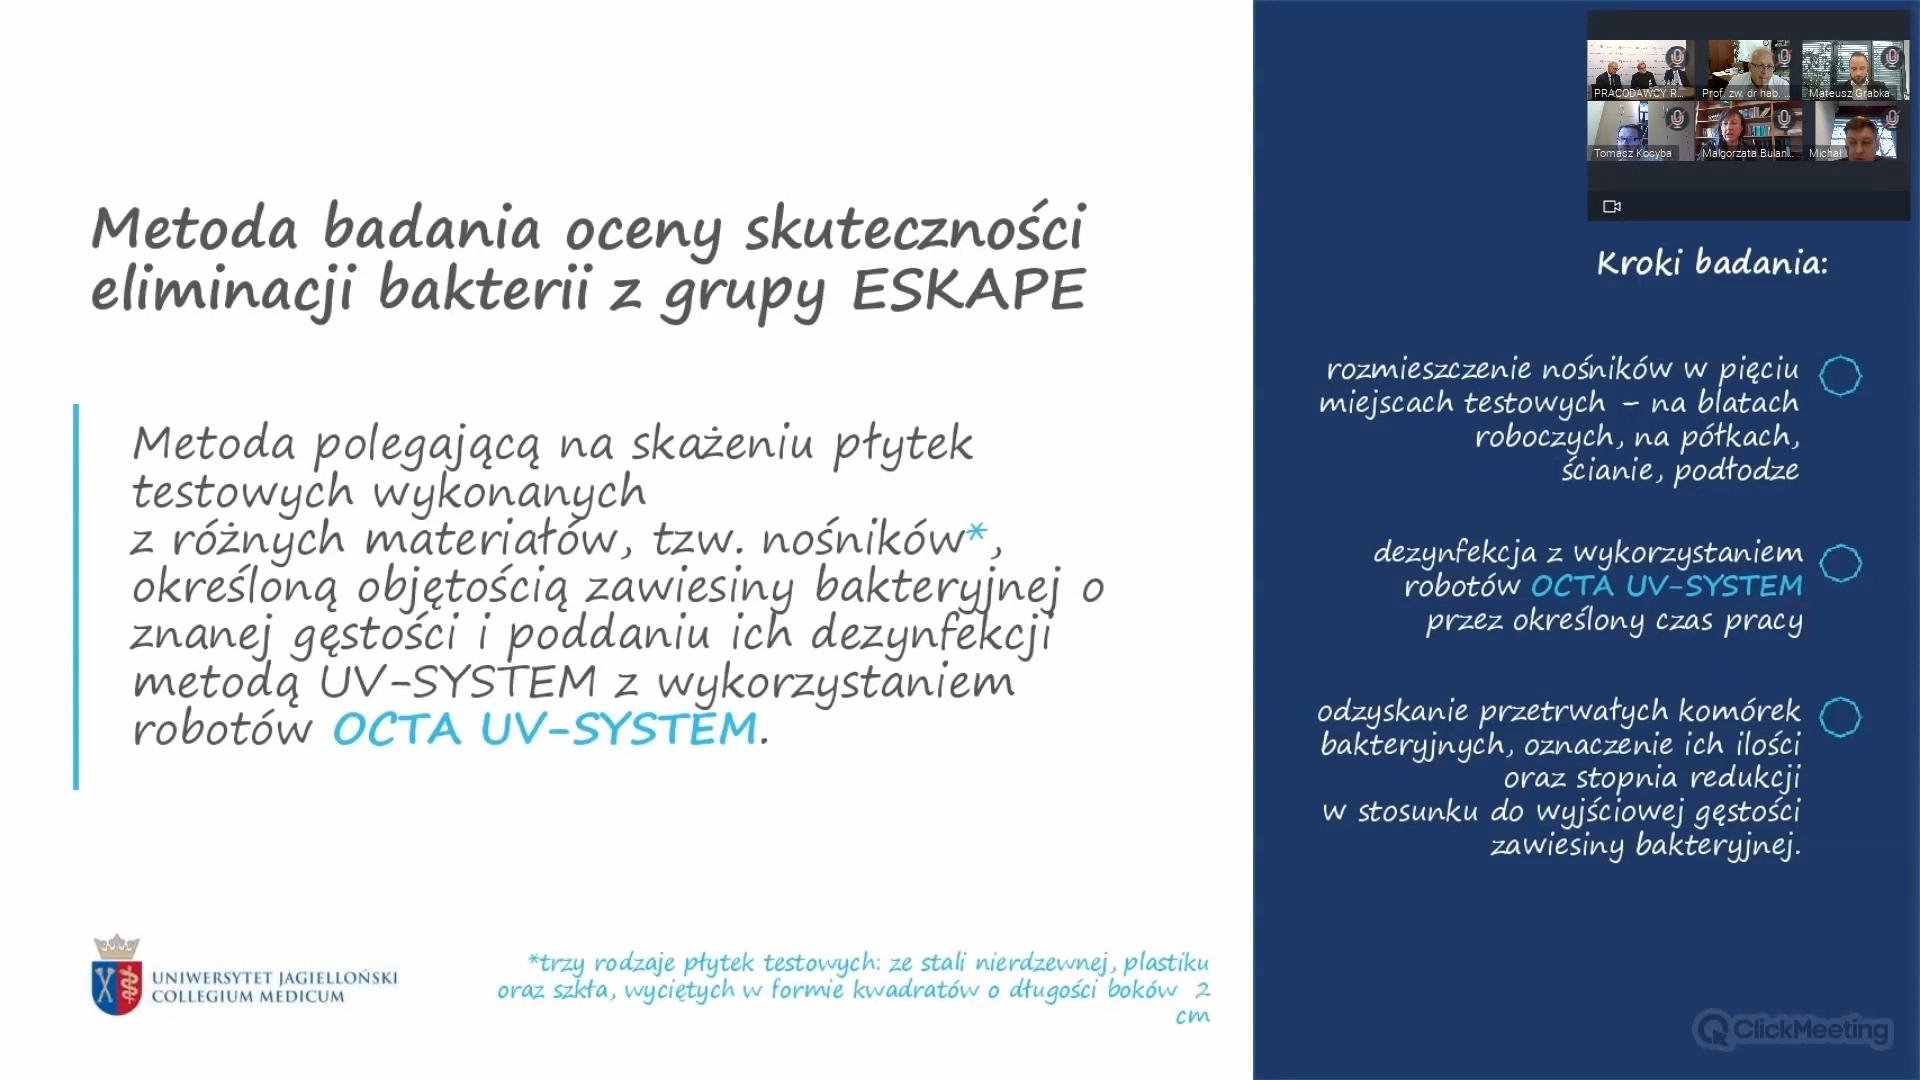 Metoda badania oceny skuteczności
eliminacji bakterii z grupy ESKAPE
Metoda polegającą na skażeniu płytek
testowych wykonanych
z różnych materiałów, tzw. nośników*,
określoną objętością zawiesiny bakteryjnej o
znanej gęstości i poddaniu ich dezynfekcji
metodą UV-SYSTEM z wykorzystaniem
robotów OCTA UV-SYSTEM.
UNIWERSYTET JAGIELLOŃSKI
COLLEGIUM MEDICUM
*trzy rodzaje płytek testowych: ze stali nierdzewnej, plastiku
oraz szkła, wyciętych w formie kwadratów o długości boków 2
cm
PRACODAWCY R...
Prof. zw. dr hab. ...
Mateusz Grabka
Tomasz Kocyba
Małgorzata Bulan...
Michał
Kroki badania:
rozmieszczenie nośników w pięciu
miejscach testowych – na blatach
roboczych, na półkach,
ścianie, podłodze
dezynfekcja z wykorzystaniem
robotów OCTA UV-SYSTEM
przez określony czas pracy
odzyskanie przetrwałych komórek
bakteryjnych, oznaczenie ich ilości
oraz stopnia redukcji
w stosunku do wyjściowej gęstości
zawiesiny bakteryjnej.
ClickMeeting